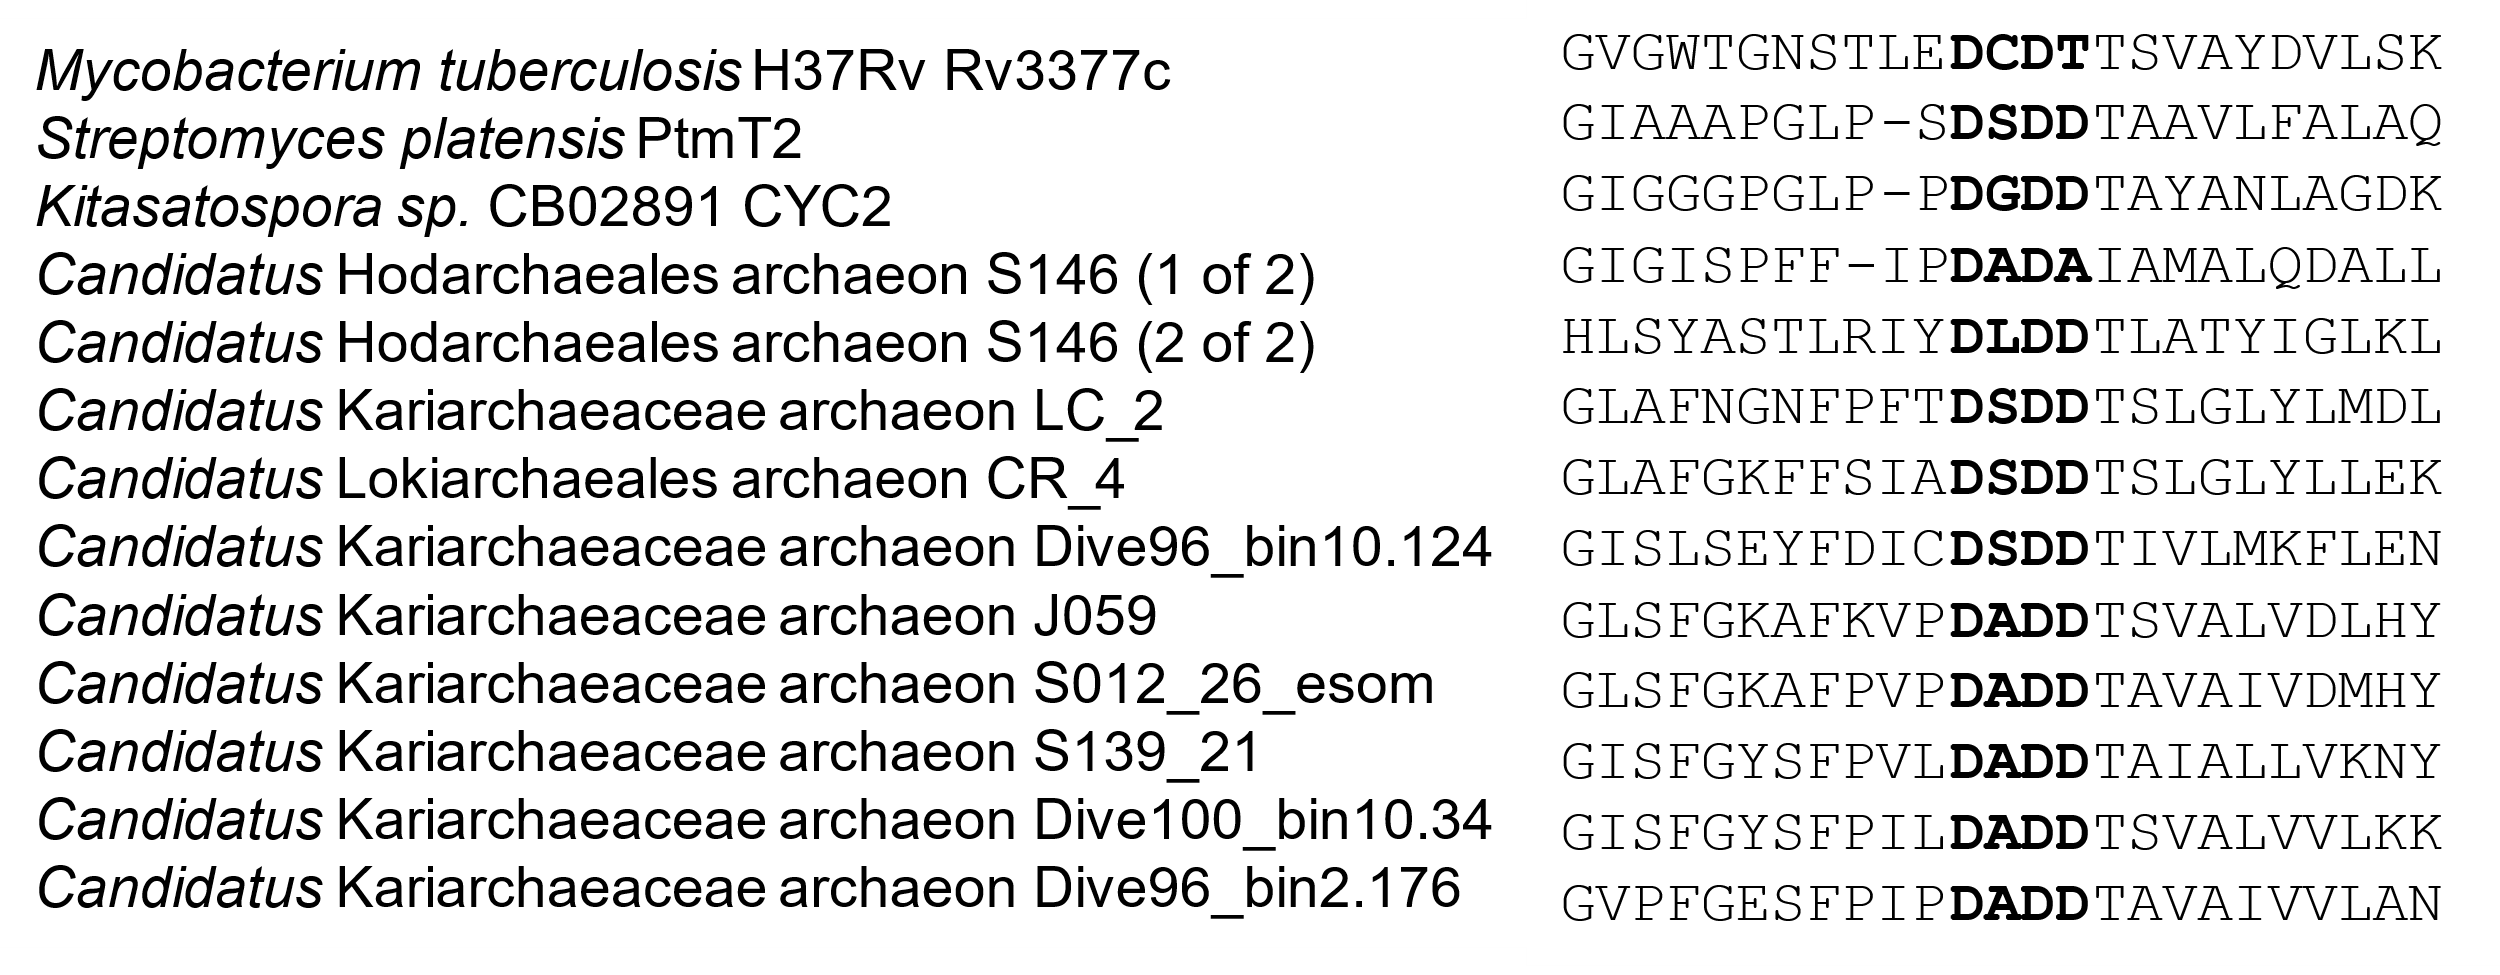 Mycobacterium tuberculosis H37Rv Rv3377c GVGWTGNSTLEDCDTTSVAYDVLSK
Streptomyces platensis PtmT2 GIAAAPGLP-SDSDDTAAVLFALAQ
Kitasatospora sp. CB02891 CYC2 GIGGGPGLP-PDGDDTAYANLAGDK
Candidatus Hodarchaeales archaeon S146 (1 of 2) GIGISPFF-IPDADAIAMALQDALL
Candidatus Hodarchaeales archaeon S146 (2 of 2) HLSYASTLRIYDLDDTLATYIGLKL
Candidatus Kariarchaeaceae archaeon LC_2 GLAFNGNFPFTDSDDTSLGLYLMDL
Candidatus Lokiarchaeales archaeon CR_4 GLAFGKFFSIADSDDTSLGLYLLEK
Candidatus Kariarchaeaceae archaeon Dive96_bin10.124 GISLSEYFDICDSDDTIVLMKFLEN
Candidatus Kariarchaeaceae archaeon J059 GLSFGKAFKVPDADDTSVALVDLHY
Candidatus Kariarchaeaceae archaeon S012_26_esom GLSFGKAFPVPDADDTAVAIVDMHY
Candidatus Kariarchaeaceae archaeon S139_21 GISFGYSFPVLDADDTAIALLVKNY
Candidatus Kariarchaeaceae archaeon Dive100_bin10.34 GISFGYSFPILDADDTSVALVVLKK
Candidatus Kariarchaeaceae archaeon Dive96_bin2.176 GVPFGESFPIPDADDTAVAIVVLAN